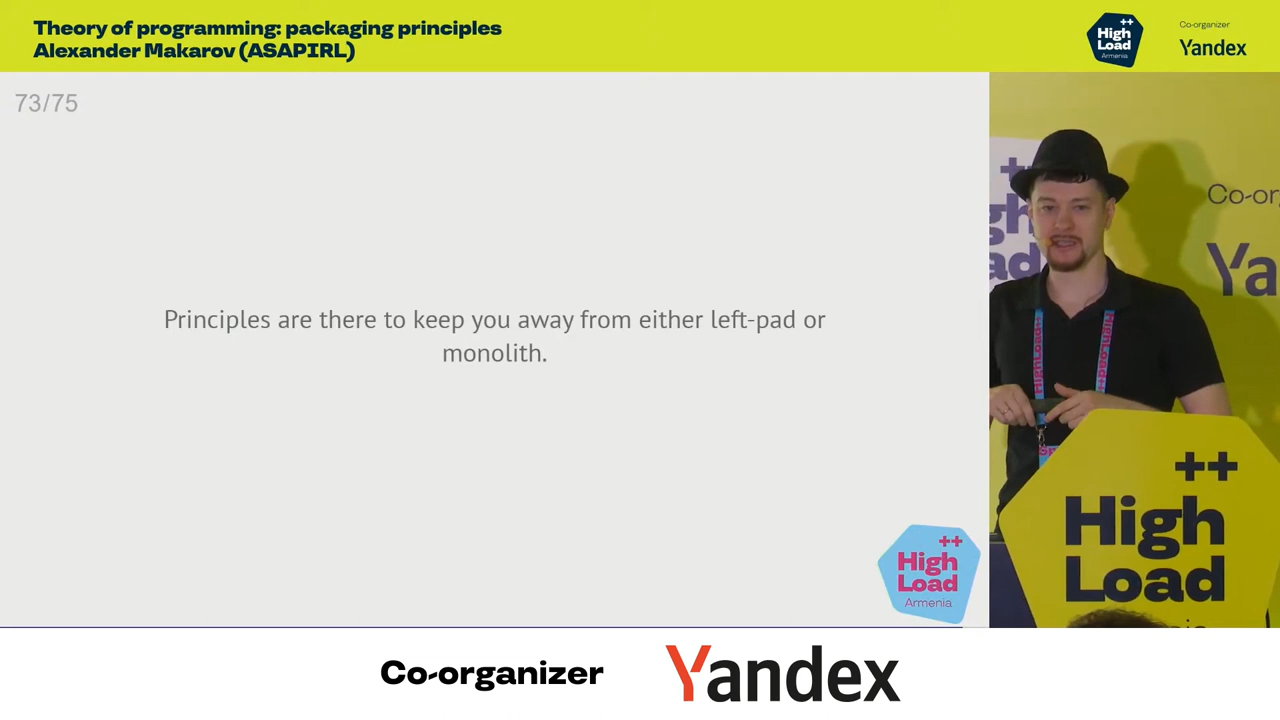 Theory of programming: packaging principles
Alexander Makarov (ASAPIRL)
++
High
Load
Armenia
Co-organizer
Yandex
73/75
Principles are there to keep you away from either left-pad or
monolith.
++
High
Load
Armenia
Co-org
Ya
++
High
Load
Co-organizer
Yandex